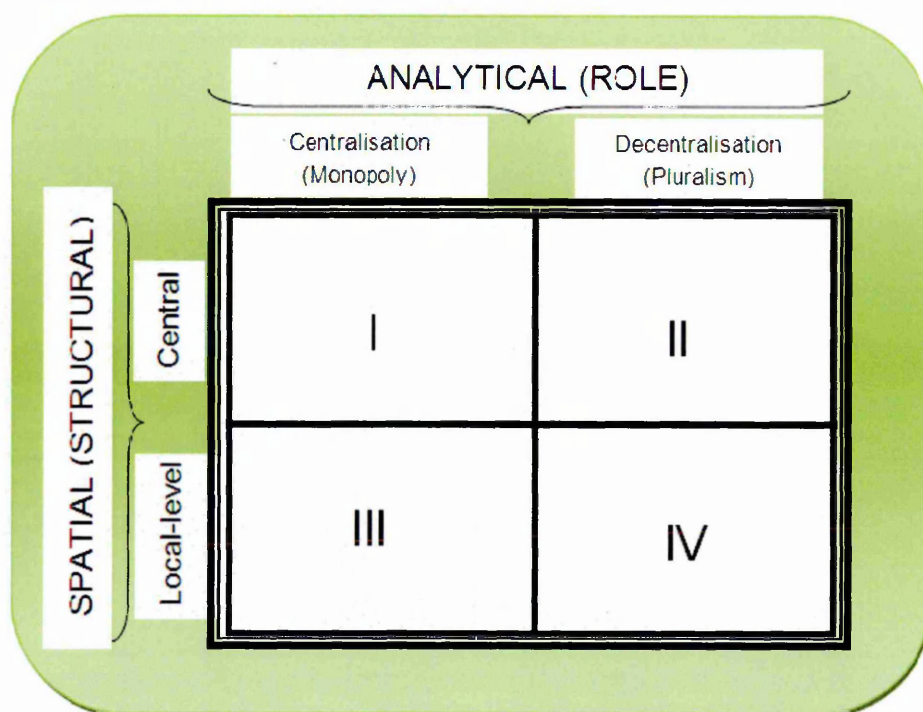 ANALYTICAL (ROLE)
Centralisation
(Monopoly)
Decentralisation
(Pluralism)
SPATIAL (STRUCTURAL)
Central
Local-level
I
II
III
IV